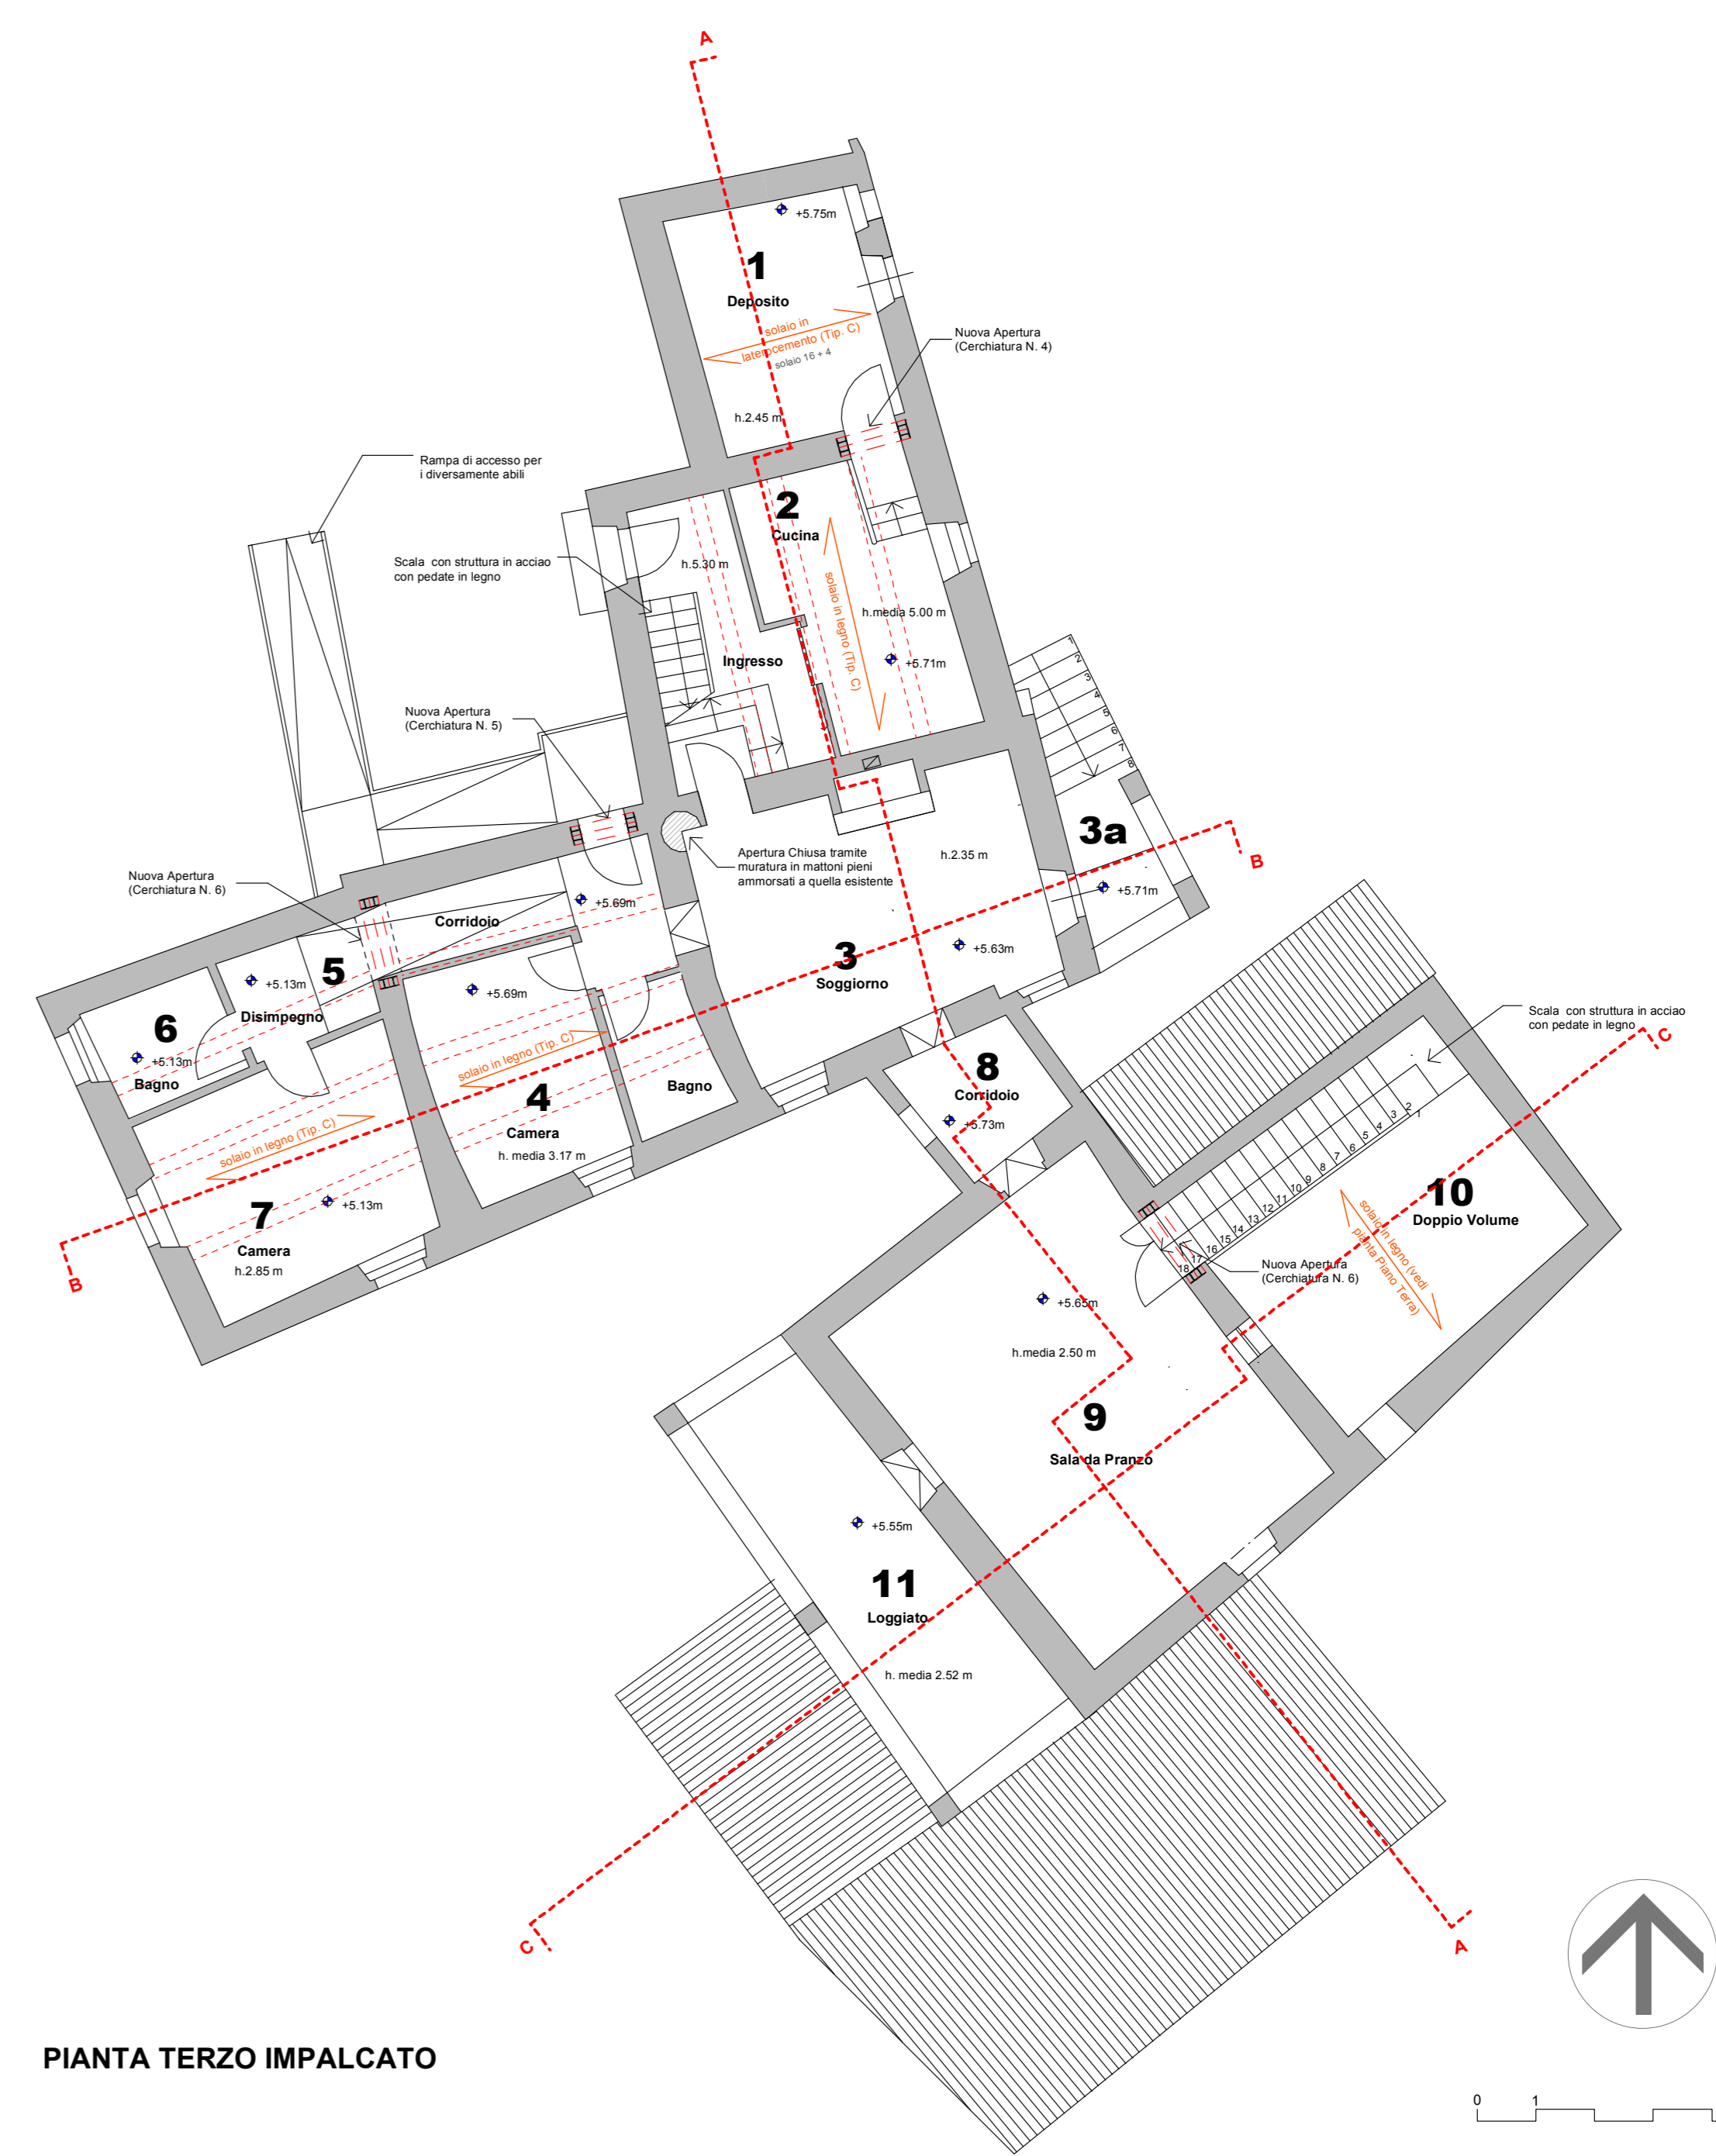 A
+5.75m
1
Deposito
solaio in
laterocemento (Tip. C)
solaio 16 + 4
h.2.45 m
Nuova Apertura
(Cerchiatura N. 4)
Rampa di accesso per
i diversamente abili
2
Cucina
Scala con struttura in acciao
con pedate in legno
h.5.30 m
solaio in legno (Tip. C)
h.media 5.00 m
+5.71m
Ingresso
1
2
3
4
5
6
7
8
Nuova Apertura
(Cerchiatura N. 5)
3a
B
+5.71m
Apertura Chiusa tramite
muratura in mattoni pieni
ammorsati a quella esistente
h.2.35 m
Nuova Apertura
(Cerchiatura N. 6)
+5.69m
Corridoio
3
Soggiorno
+5.63m
5
+5.13m
Disimpegno
+5.69m
6
+5.13m
Bagno
solaio in legno (Tip. C)
4
Camera
h. media 3.17 m
Bagno
8
Corridoio
+5.73m
Scala con struttura in acciao
con pedate in legno
C
solaio in legno (Tip. C)
7
Camera
h.2.85 m
+5.13m
B
1
2
3
4
5
6
7
8
9
10
11
12
13
14
15
16
17
18
10
Doppio Volume
solaio in legno (vedi
pianta Piano Terra)
Nuova Apertura
(Cerchiatura N. 6)
+5.65m
h.media 2.50 m
9
Sala da Pranzo
+5.55m
11
Loggiato
h. media 2.52 m
C
A
PIANTA TERZO IMPALCATO
0 1